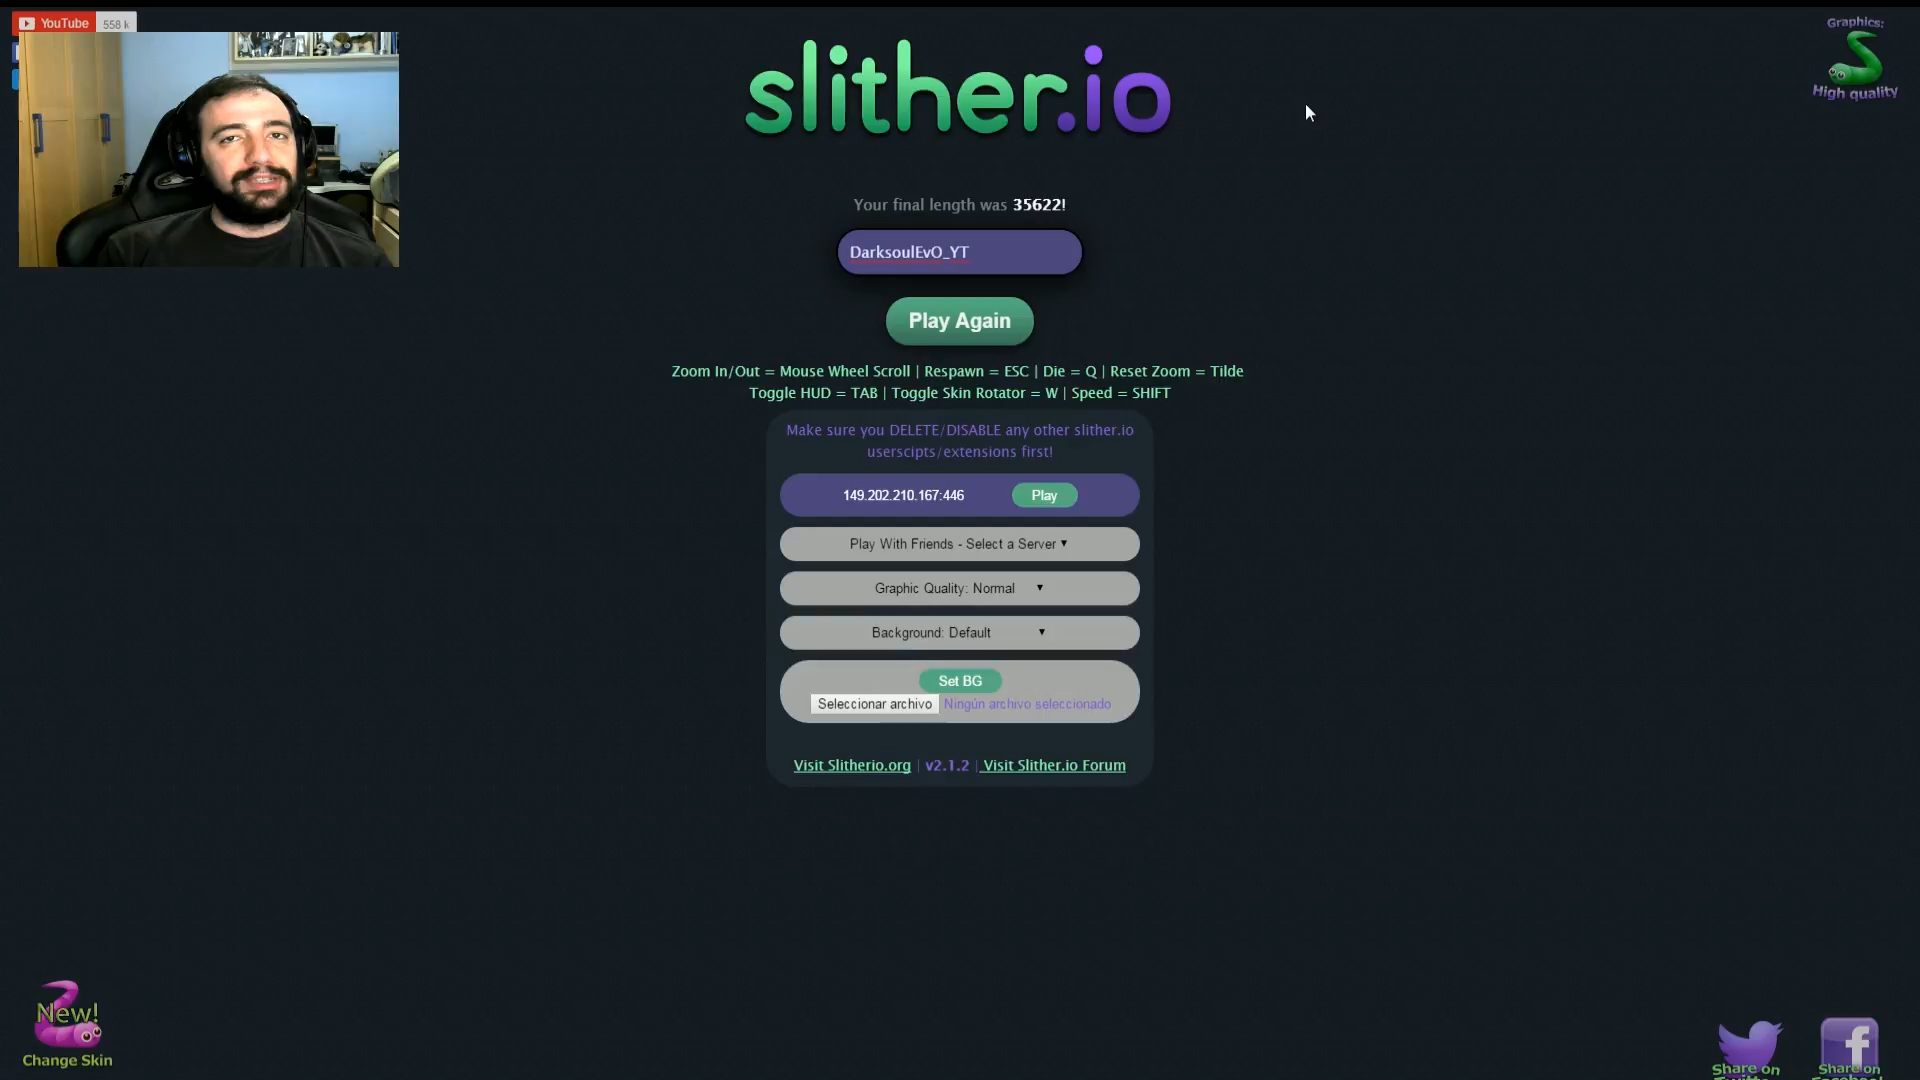 YouTube 558 k
Graphics:
High quality
slither.io
Your final length was 35622!
DarksoulEvO_YT
Play Again
Zoom In/Out = Mouse Wheel Scroll | Respawn = ESC | Die = Q | Reset Zoom = Tilde
Toggle HUD = TAB | Toggle Skin Rotator = W | Speed = SHIFT
Make sure you DELETE/DISABLE any other slither.io
userscipts/extensions first!
149.202.210.167:446 Play
Play With Friends - Select a Server
Graphic Quality: Normal
Background: Default
Set BG
Seleccionar archivo Ningún archivo seleccionado
Visit Slitherio.org | v2.1.2 | Visit Slither.io Forum
New!
Change Skin
Share on
Share on